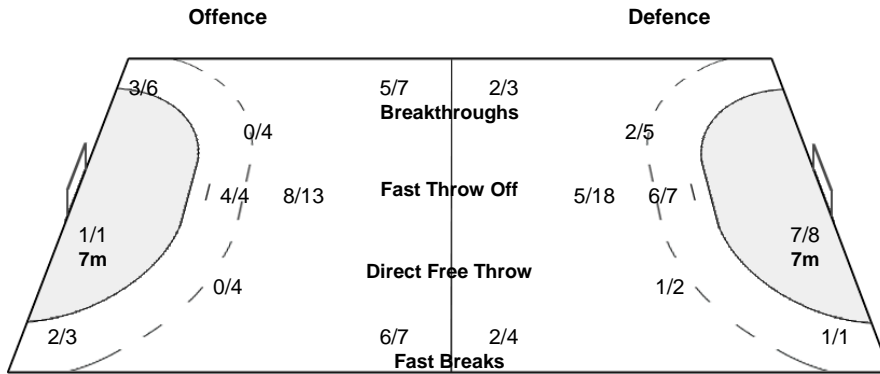 Offence Defence
3/6 5/7 2/3
Breakthroughs
0/4 2/5
4/4 8/13 Fast Throw Off 5/18 6/7
1/1 7/8
7m 7m
Direct Free Throw
0/4 1/2
2/3 6/7 2/4 1/1
Fast Breaks